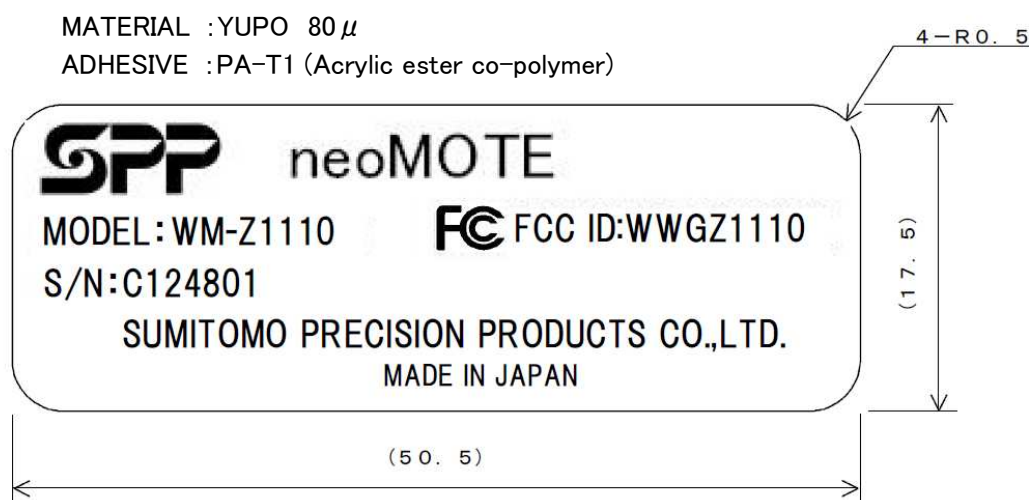 MATERIAL :YUPO 80μ
ADHESIVE :PA-T1 (Acrylic ester co-polymer)
4-R0. 5
SPP neoMOTE
MODEL:WM-Z1110 FC FCC ID:WWGZ1110
S/N:C124801
SUMITOMO PRECISION PRODUCTS CO.,LTD.
MADE IN JAPAN
(17. 5)
(50. 5)